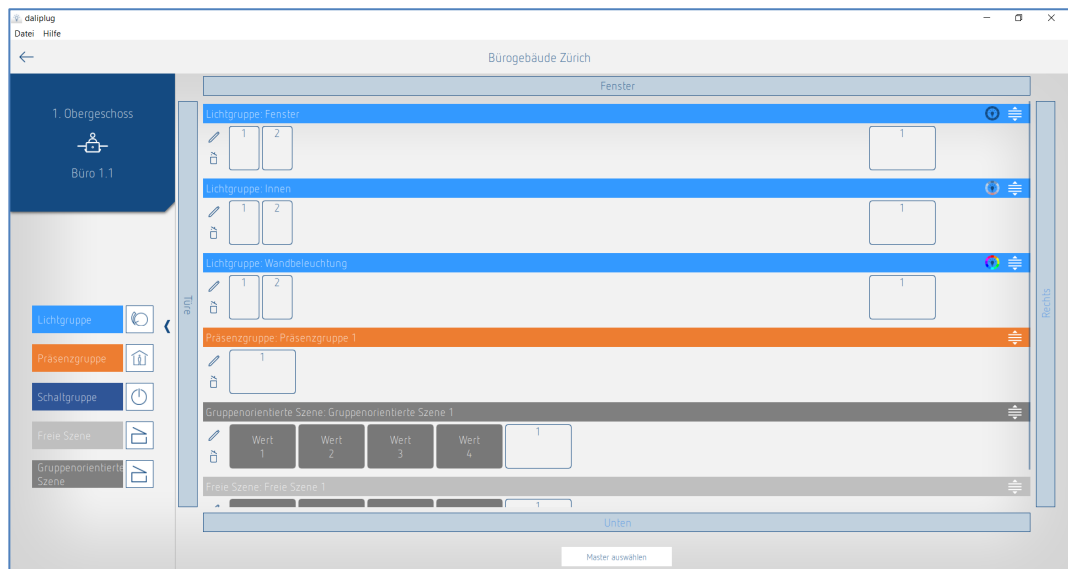 daliplug
Datei Hilfe
Bürogebäude Zürich
1. Obergeschoss
Büro 1.1
Lichtgruppe
Präsenzgruppe
Schaltgruppe
Freie Szene
Gruppenorientierte
Szene
Türe
Fenster
Lichtgruppe: Fenster
1 2 1
Lichtgruppe: Innen
1 2 1
Lichtgruppe: Wandbeleuchtung
1 2 1
Präsenzgruppe: Präsenzgruppe 1
1
Gruppenorientierte Szene: Gruppenorientierte Szene 1
Wert Wert Wert Wert 1
1 2 3 4
Freie Szene: Freie Szene 1
1
Unten
Rechts
Master auswählen